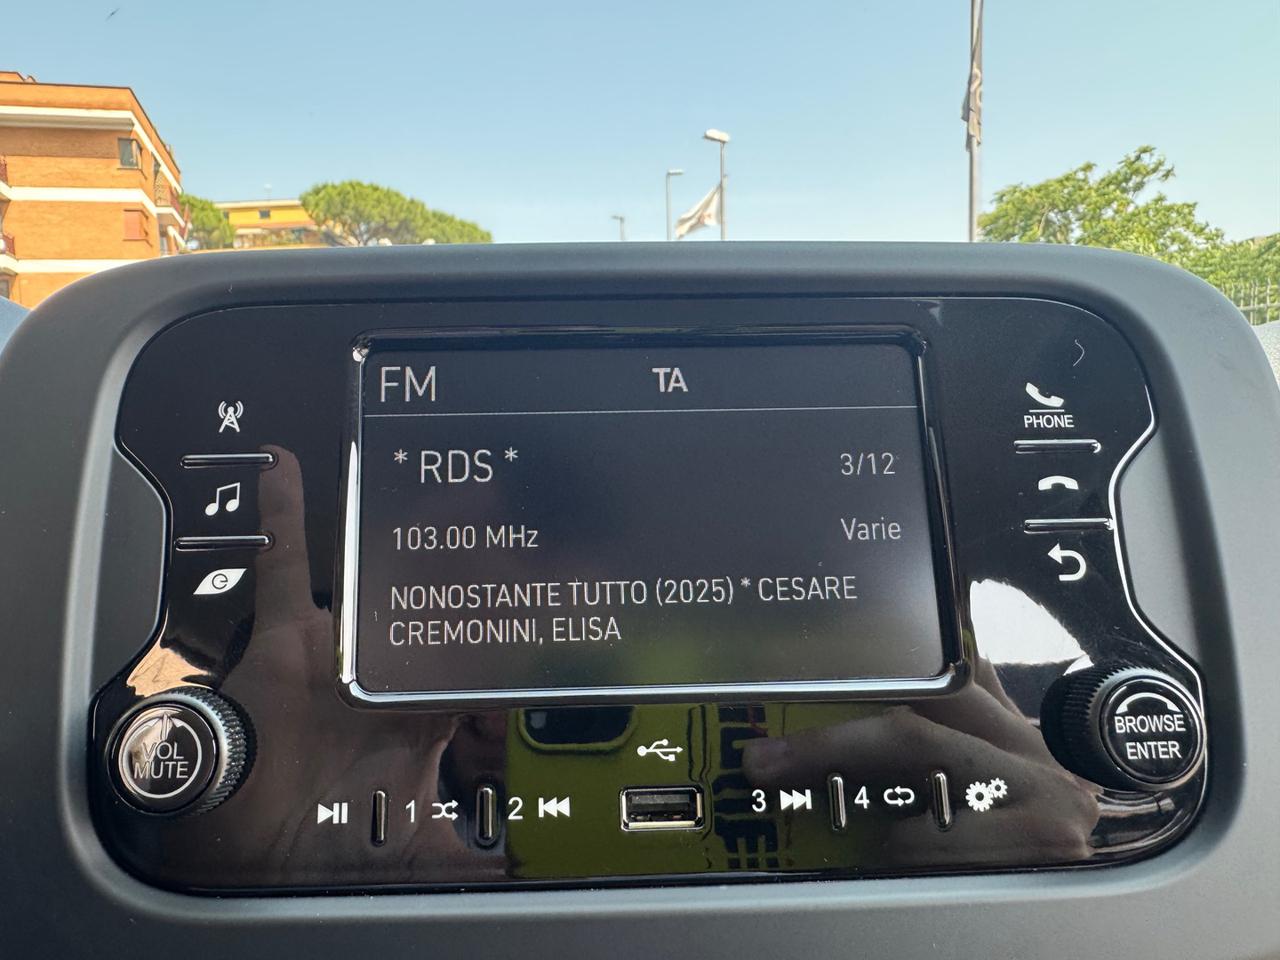 FM TA
* RDS * 3/12
103.00 MHz Varie
NONOSTANTE TUTTO (2025) * CESARE
CREMONINI, ELISA
PHONE
VOL
MUTE
BROWSE
ENTER
1 2 3 4